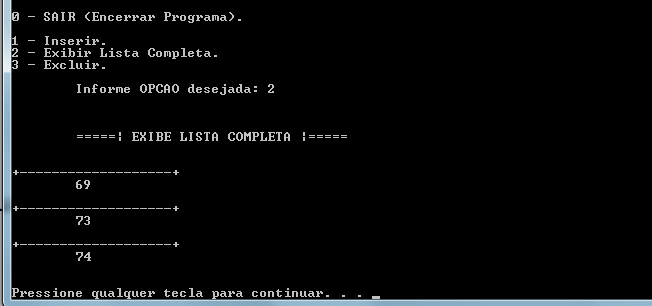 0 - SAIR (Encerrar Programa).
1 - Inserir.
2 - Exibir Lista Completa.
3 - Excluir.
Informe OPCAO desejada: 2
=====¦ EXIBE LISTA COMPLETA ¦=====
+-------------------+
69
+-------------------+
73
+-------------------+
74
Pressione qualquer tecla para continuar. . . _